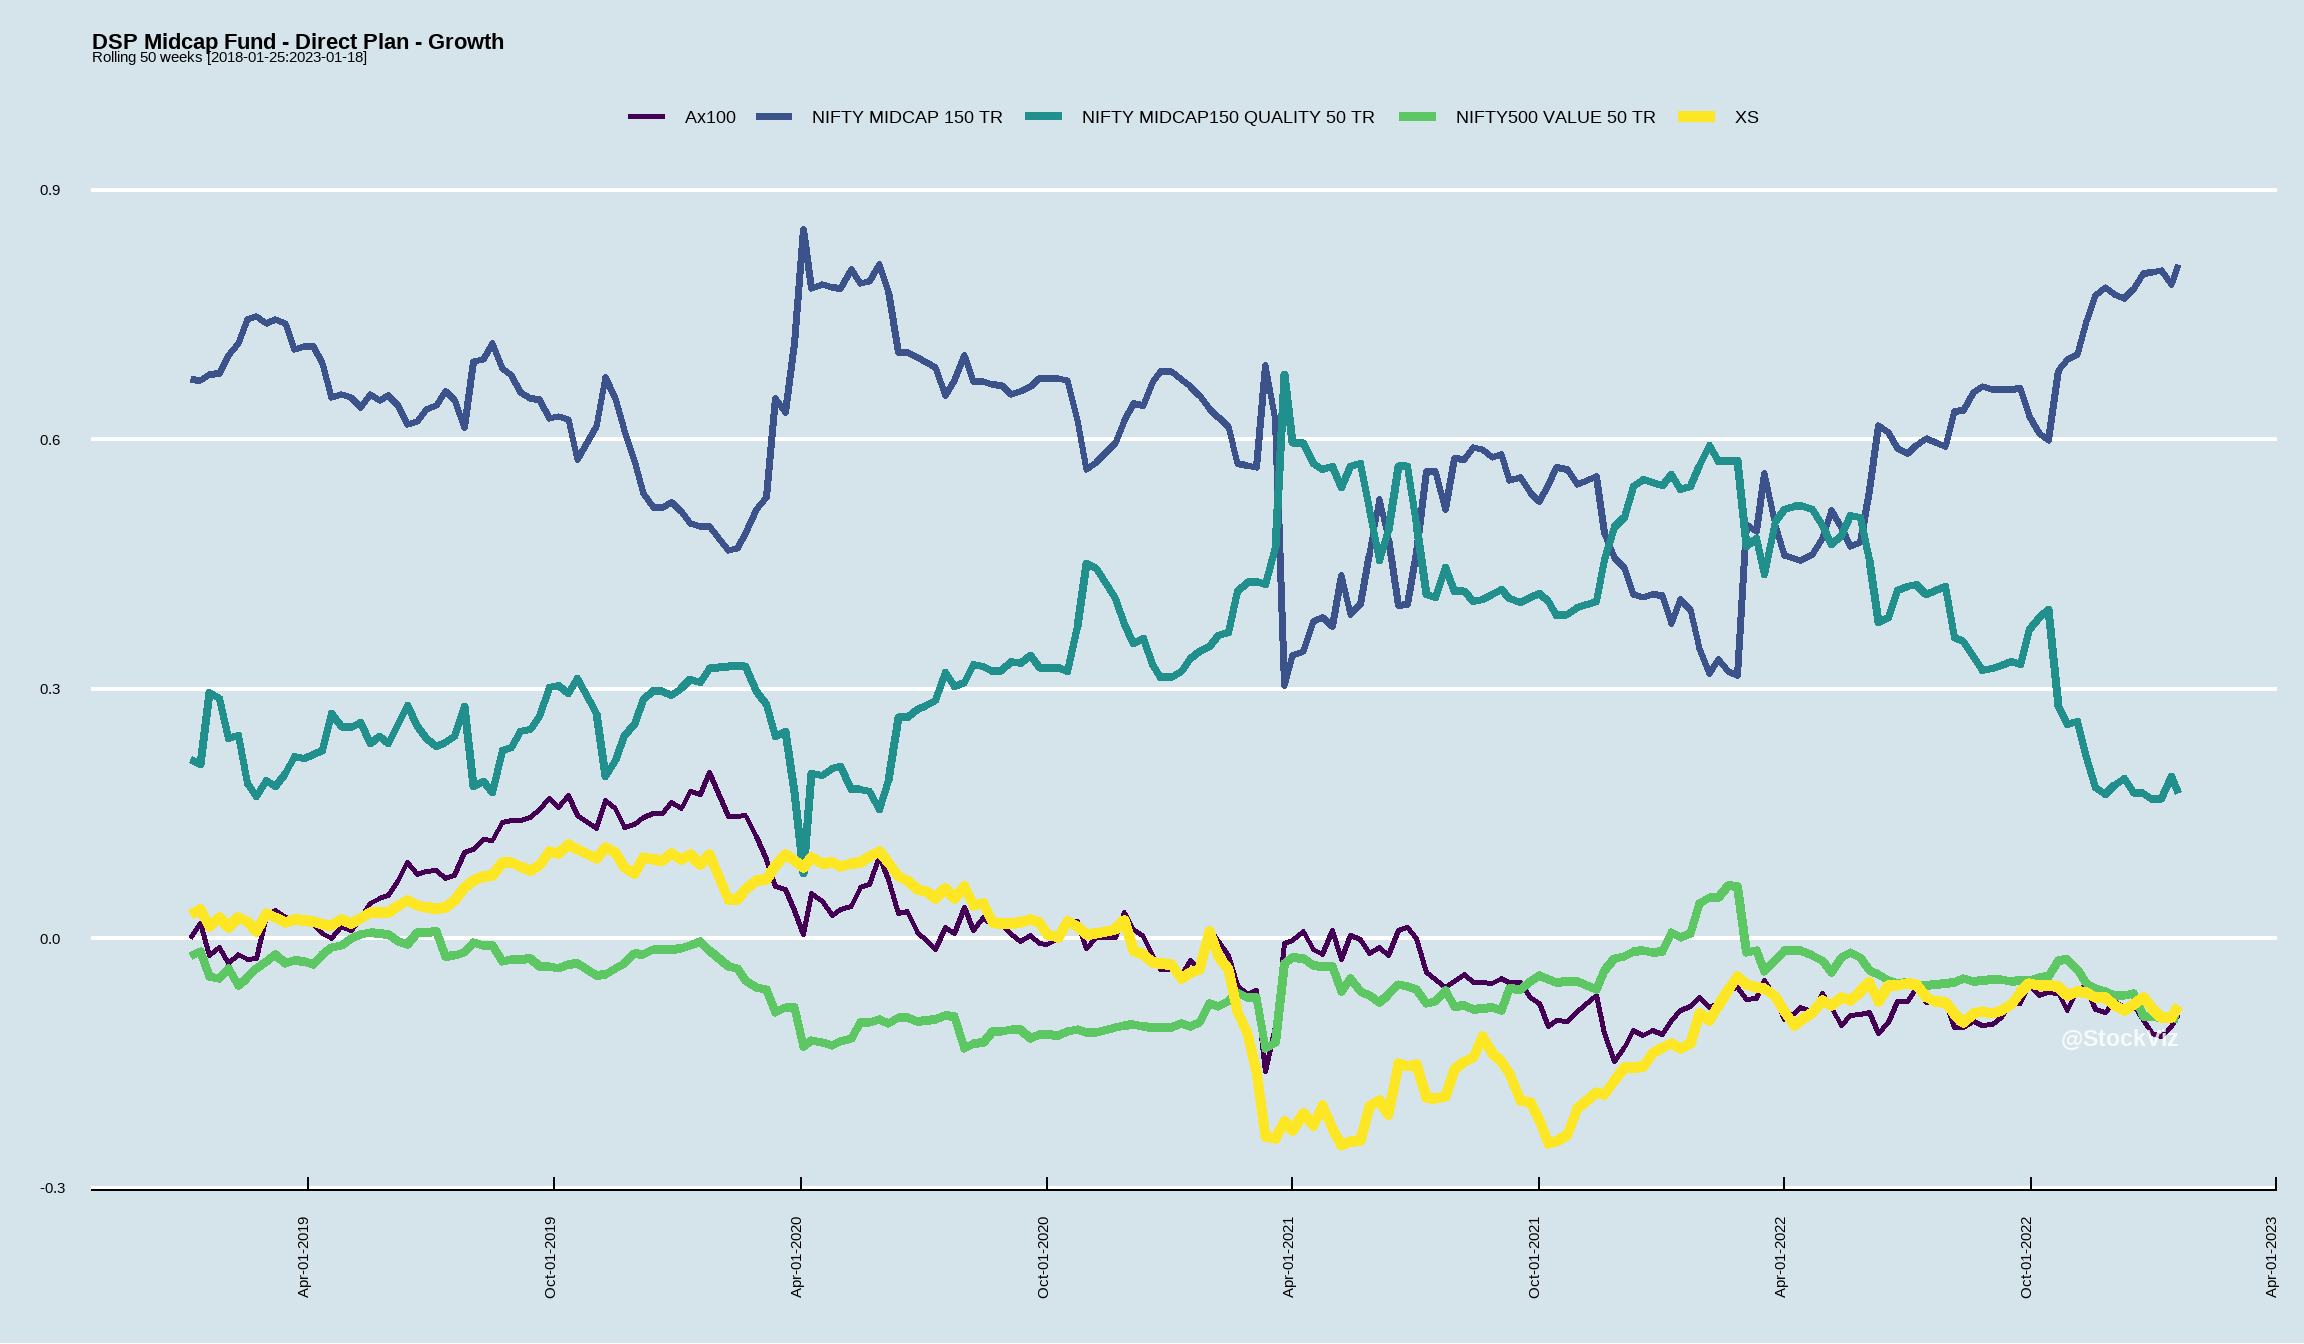 DSP Midcap Fund - Direct Plan - Growth
Rolling 50 weeks [2018-01-25:2023-01-18]
Ax100 NIFTY MIDCAP 150 TR NIFTY MIDCAP150 QUALITY 50 TR NIFTY500 VALUE 50 TR XS
0.9
0.6
0.3
0.0
-0.3
@StockViz
Apr-01-2019 Oct-01-2019 Apr-01-2020 Oct-01-2020 Apr-01-2021 Oct-01-2021 Apr-01-2022 Oct-01-2022 Apr-01-2023